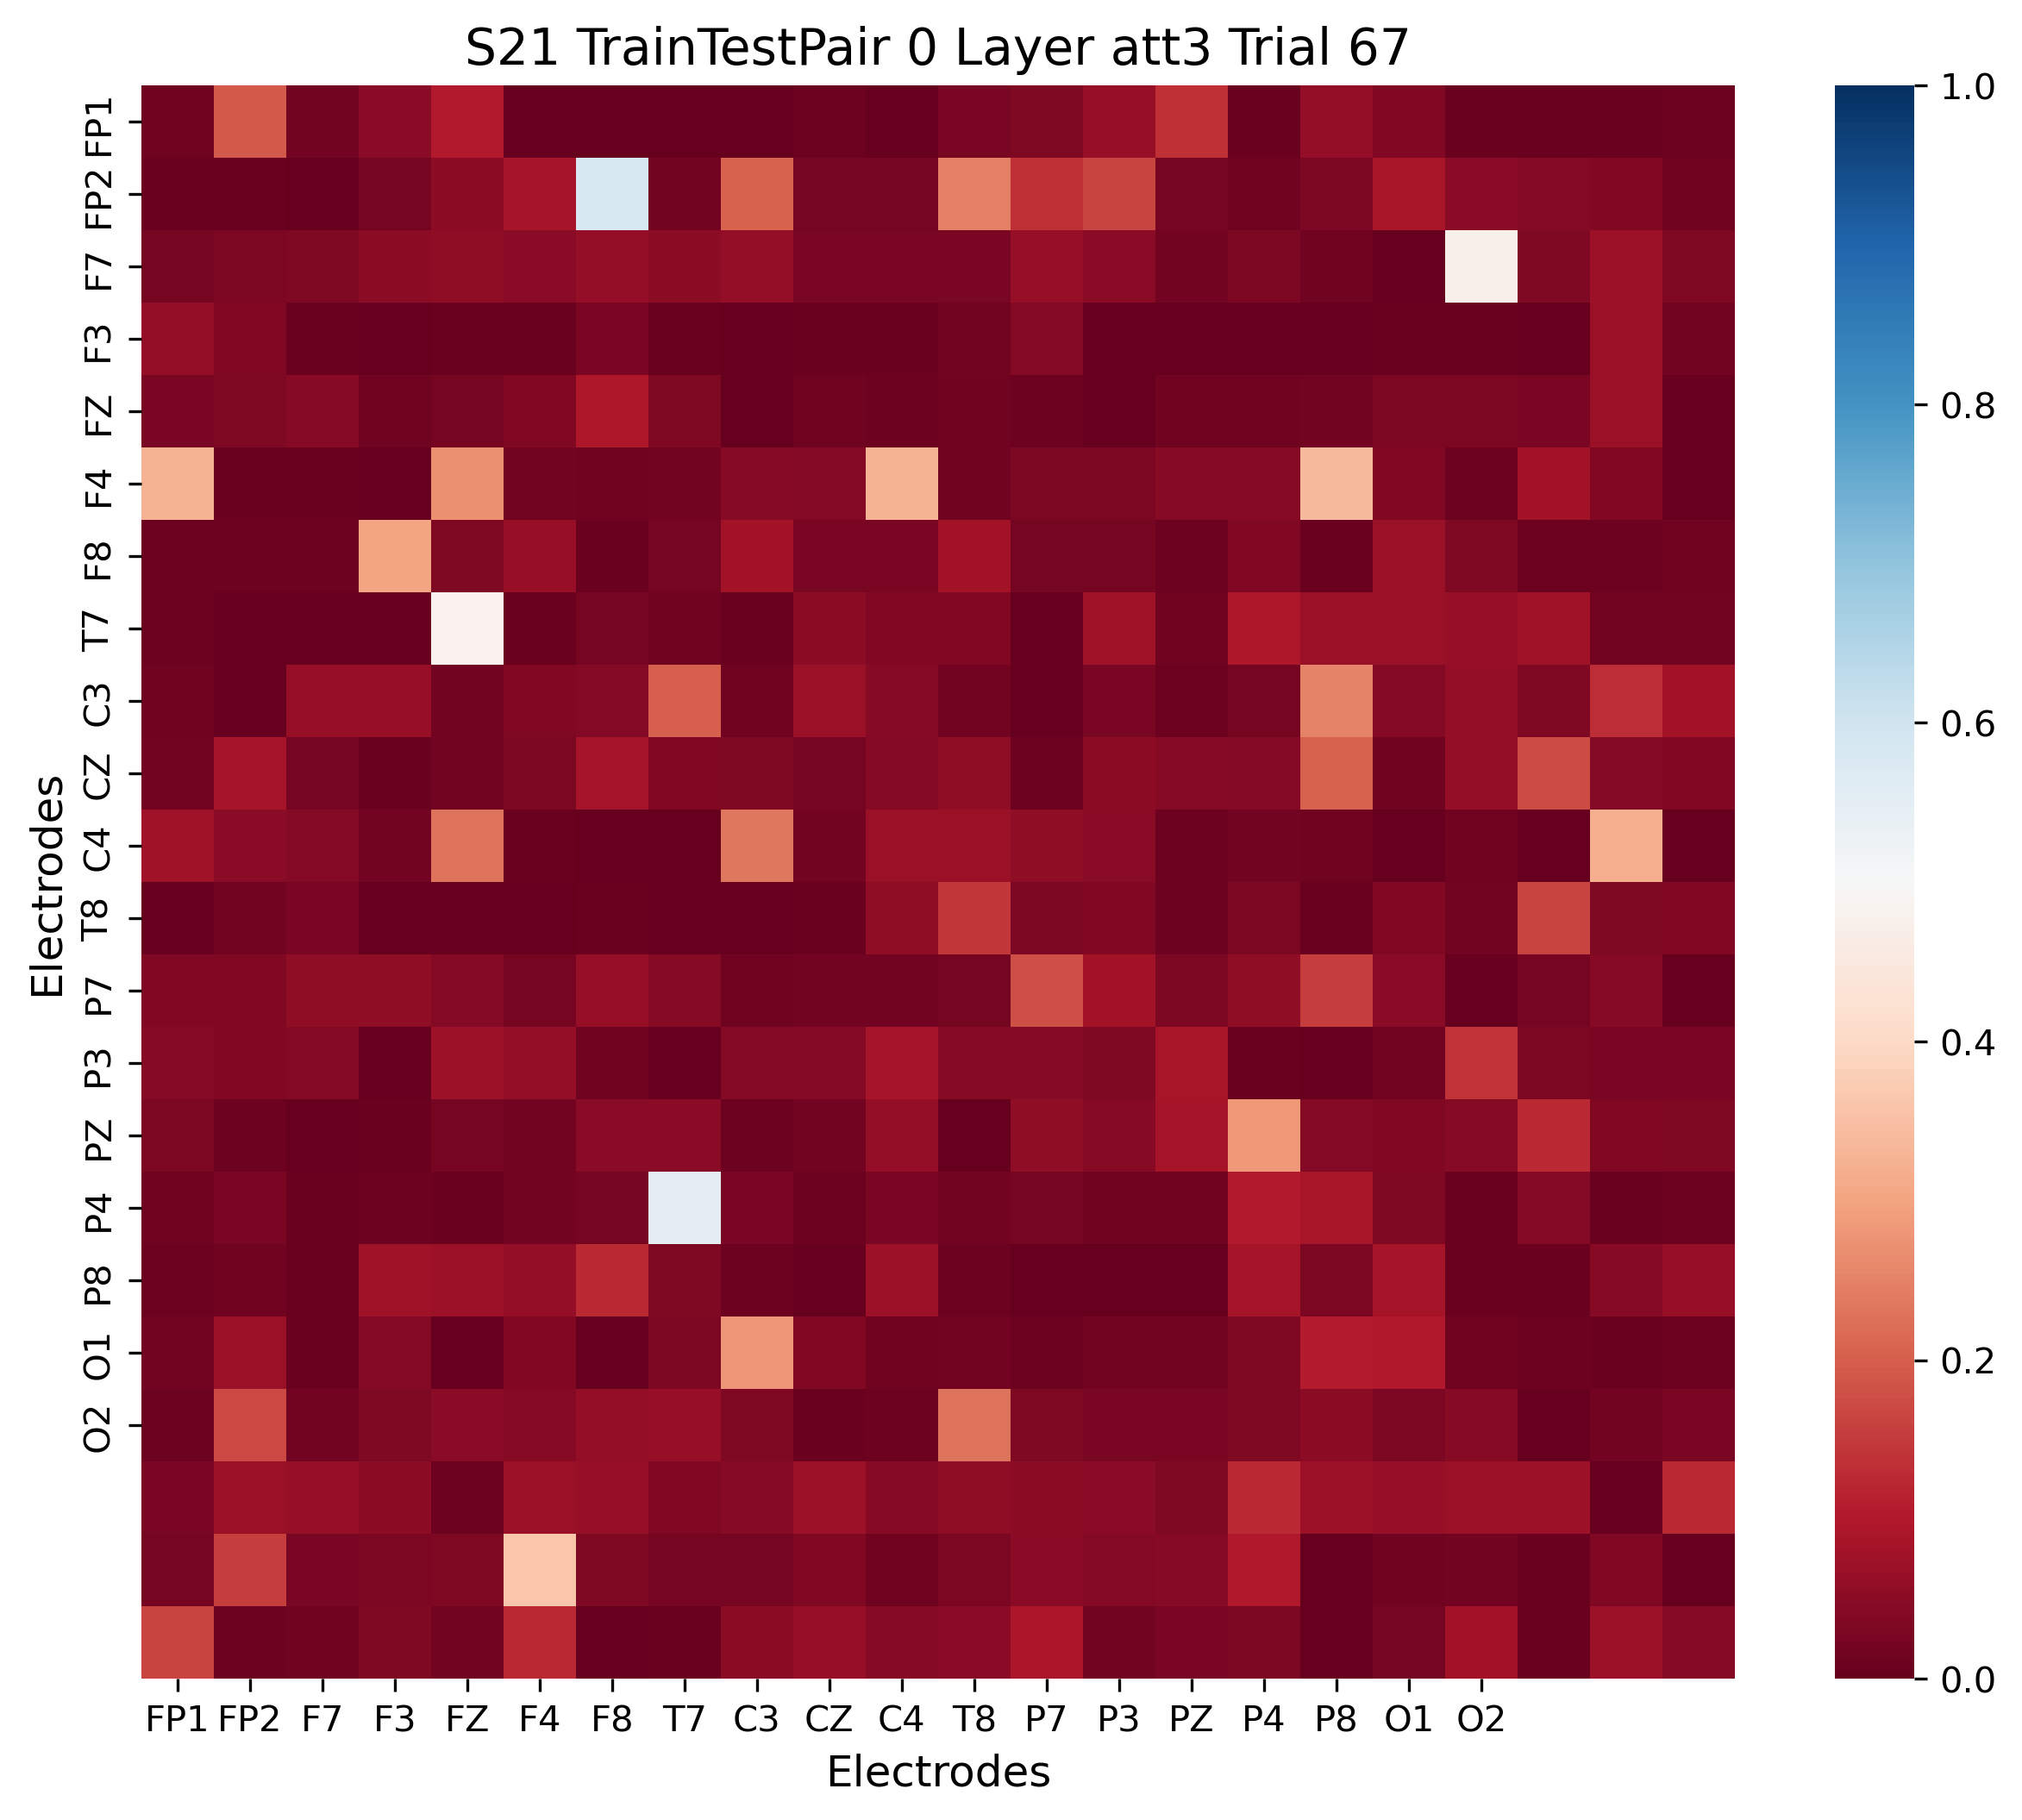 S21 TrainTestPair 0 Layer att3 Trial 67
FP1
FP2
F7
F3
FZ
F4
F8
T7
C3
CZ
C4
T8
P7
P3
PZ
P4
P8
O1
O2
Electrodes
FP1 FP2 F7 F3 FZ F4 F8 T7 C3 CZ C4 T8 P7 P3 PZ P4 P8 O1 O2
Electrodes
1.0
0.8
0.6
0.4
0.2
0.0